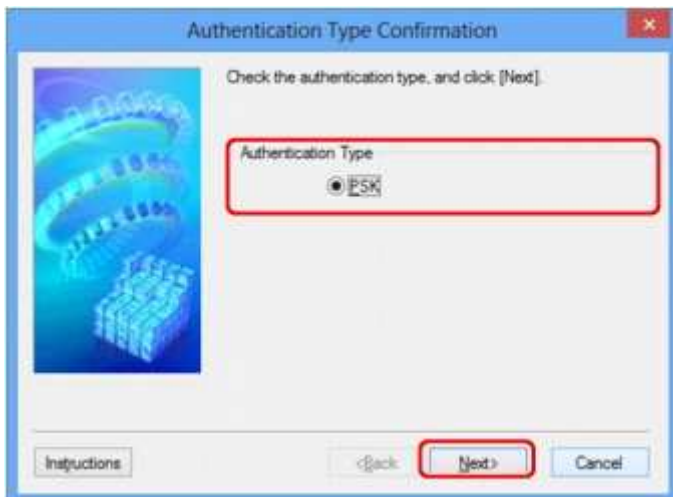 Authentication Type Confirmation
Check the authentication type, and click [Next].
Authentication Type
PSK
Instructions
<Back
Next>
Cancel